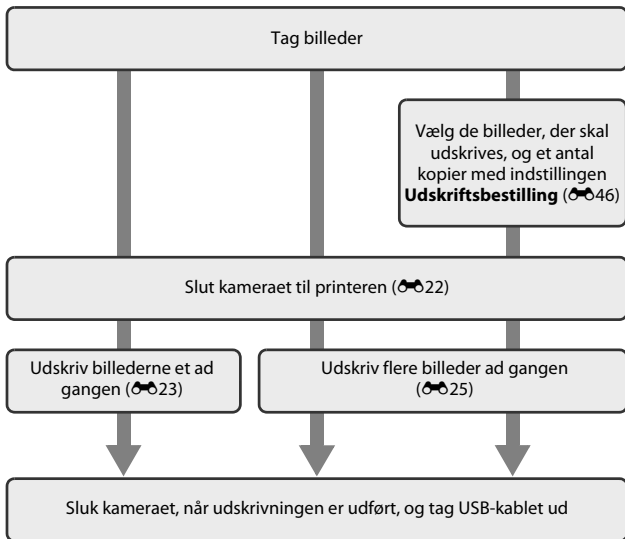 Tag billeder
Vælg de billeder, der skal
udskrives, og et antal
kopier med indstillingen
Udskriftsbestilling (46)
Slut kameraet til printeren (22)
Udskriv billederne et ad
gangen (23)
Udskriv flere billeder ad gangen
(25)
Sluk kameraet, når udskrivningen er udført, og tag USB-kablet ud